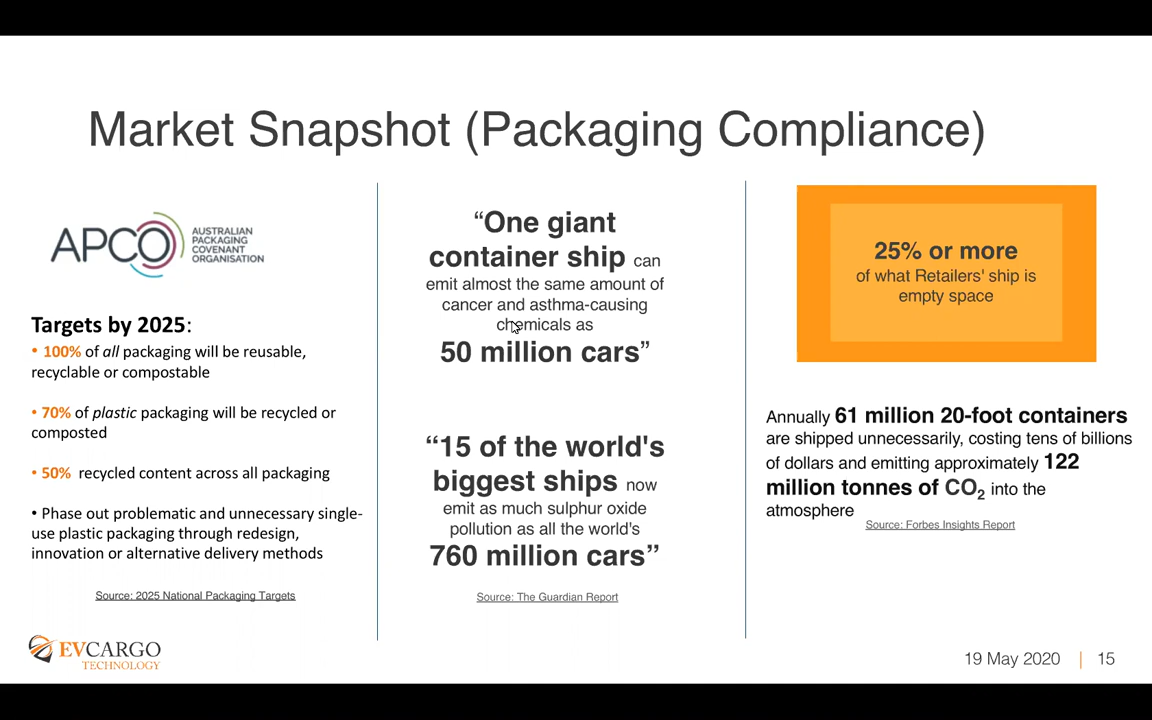 Market Snapshot (Packaging Compliance)
APCO
AUSTRALIAN
PACKAGING
COVENANT
ORGANISATION
Targets by 2025:
• 100% of all packaging will be reusable,
recyclable or compostable
• 70% of plastic packaging will be recycled or
composted
• 50% recycled content across all packaging
• Phase out problematic and unnecessary single-
use plastic packaging through redesign,
innovation or alternative delivery methods
Source: 2025 National Packaging Targets
“One giant
container ship can
emit almost the same amount of
cancer and asthma-causing
chemicals as
50 million cars”
“15 of the world's
biggest ships now
emit as much sulphur oxide
pollution as all the world's
760 million cars”
Source: The Guardian Report
25% or more
of what Retailers' ship is
empty space
Annually 61 million 20-foot containers
are shipped unnecessarily, costing tens of billions
of dollars and emitting approximately 122
million tonnes of CO₂ into the
atmosphere
Source: Forbes Insights Report
EVCARGO
TECHNOLOGY
19 May 2020 | 15